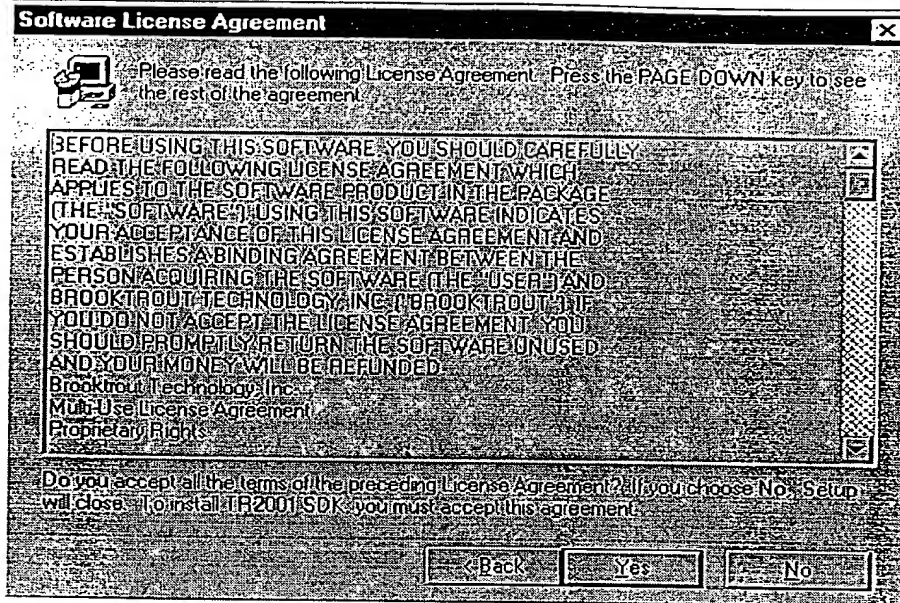 Software License Agreement
Please read the following License Agreement. Press the PAGE DOWN key to see
the rest of the agreement.
BEFORE USING THIS SOFTWARE, YOU SHOULD CAREFULLY
READ THE FOLLOWING LICENSE AGREEMENT WHICH
APPLIES TO THE SOFTWARE PRODUCT IN THE PACKAGE
(THE "SOFTWARE"). USING THIS SOFTWARE INDICATES
YOUR ACCEPTANCE OF THIS LICENSE AGREEMENT AND
ESTABLISHES A BINDING AGREEMENT BETWEEN THE
PERSON ACQUIRING THE SOFTWARE (THE "USER") AND
BROOKTROUT TECHNOLOGY, INC. ("BROOKTROUT"). IF
YOU DO NOT ACCEPT THE LICENSE AGREEMENT, YOU
SHOULD PROMPTLY RETURN THE SOFTWARE UNUSED
AND YOUR MONEY WILL BE REFUNDED.
Brooktrout Technology, Inc.
Multi-Use License Agreement
Proprietary Rights
Do you accept all the terms of the preceding License Agreement? If you choose No, Setup
will close. To install TR2001 SDK, you must accept this agreement.
< Back
Yes
No